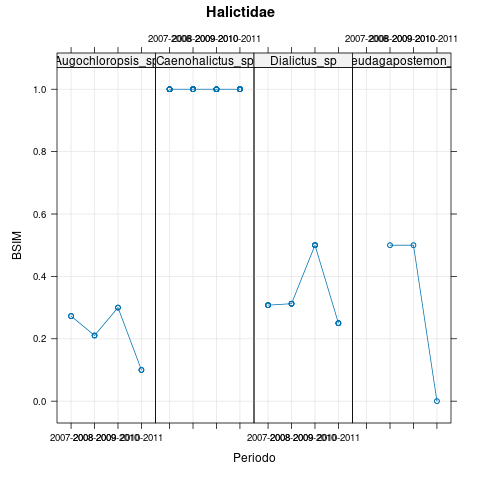 Halictidae
2007-2008-2009-2010-2011 2007-2008-2009-2010-2011
Augochloropsis_sp Caenohalictus_sp Dialictus_sp eudagapostemon_
1.0
0.8
0.6
0.4
0.2
0.0
BSIM
2007-2008-2009-2010-2011 2007-2008-2009-2010-2011
Periodo